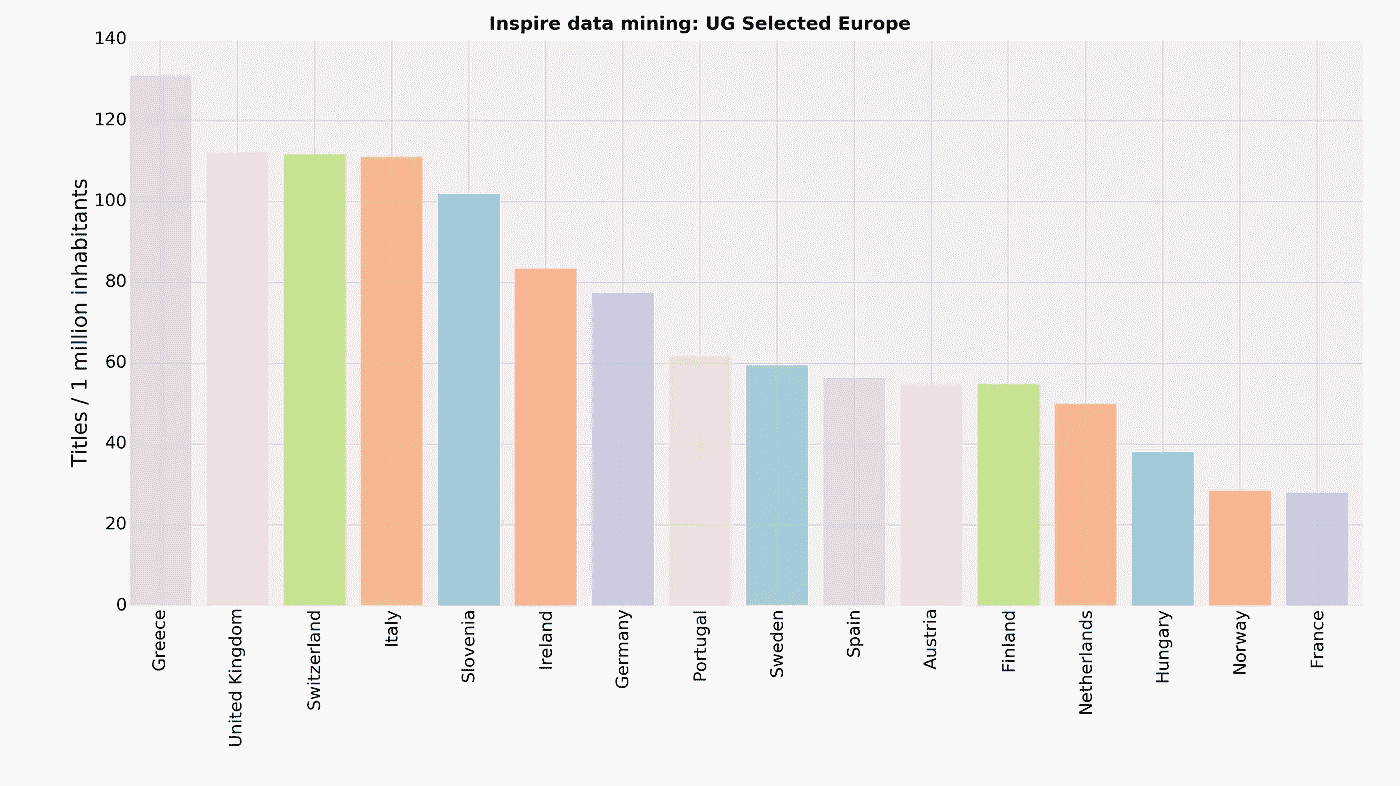 Inspire data mining: UG Selected Europe
Titles / 1 million inhabitants
140
120
100
80
60
40
20
0
Greece
United Kingdom
Switzerland
Italy
Slovenia
Ireland
Germany
Portugal
Sweden
Spain
Austria
Finland
Netherlands
Hungary
Norway
France